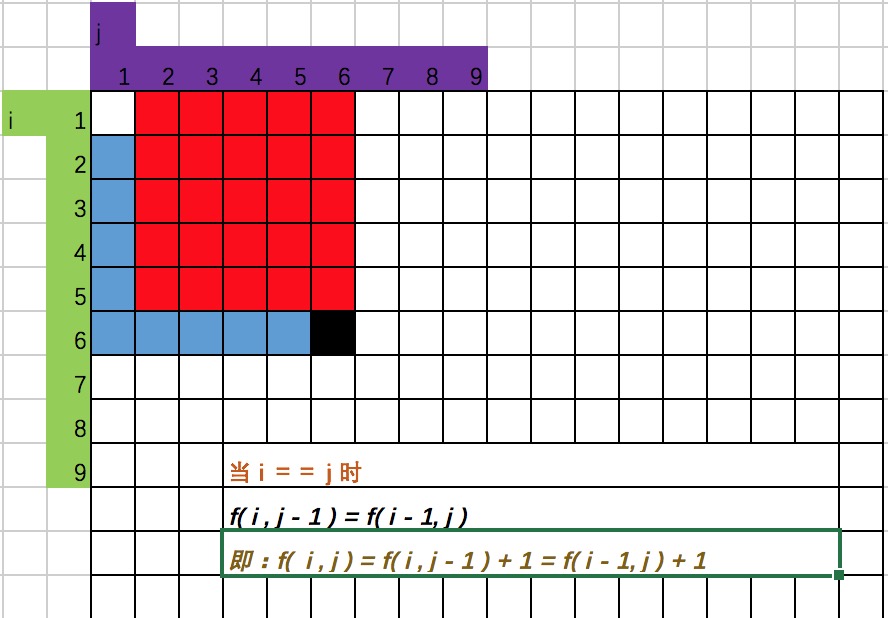 j
1 2 3 4 5 6 7 8 9
i 1
2
3
4
5
6
7
8
9
当 i == j 时
f( i , j - 1 ) = f( i - 1, j )
即：f( i , j ) = f( i , j - 1 ) + 1 = f( i - 1, j ) + 1